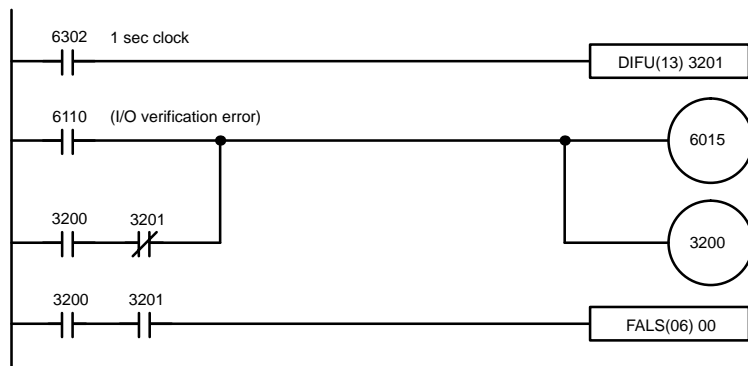 6302 1 sec clock
DIFU(13) 3201
6110 (I/O verification error)
6015
3200 3201
3200
3200 3201
FALS(06) 00